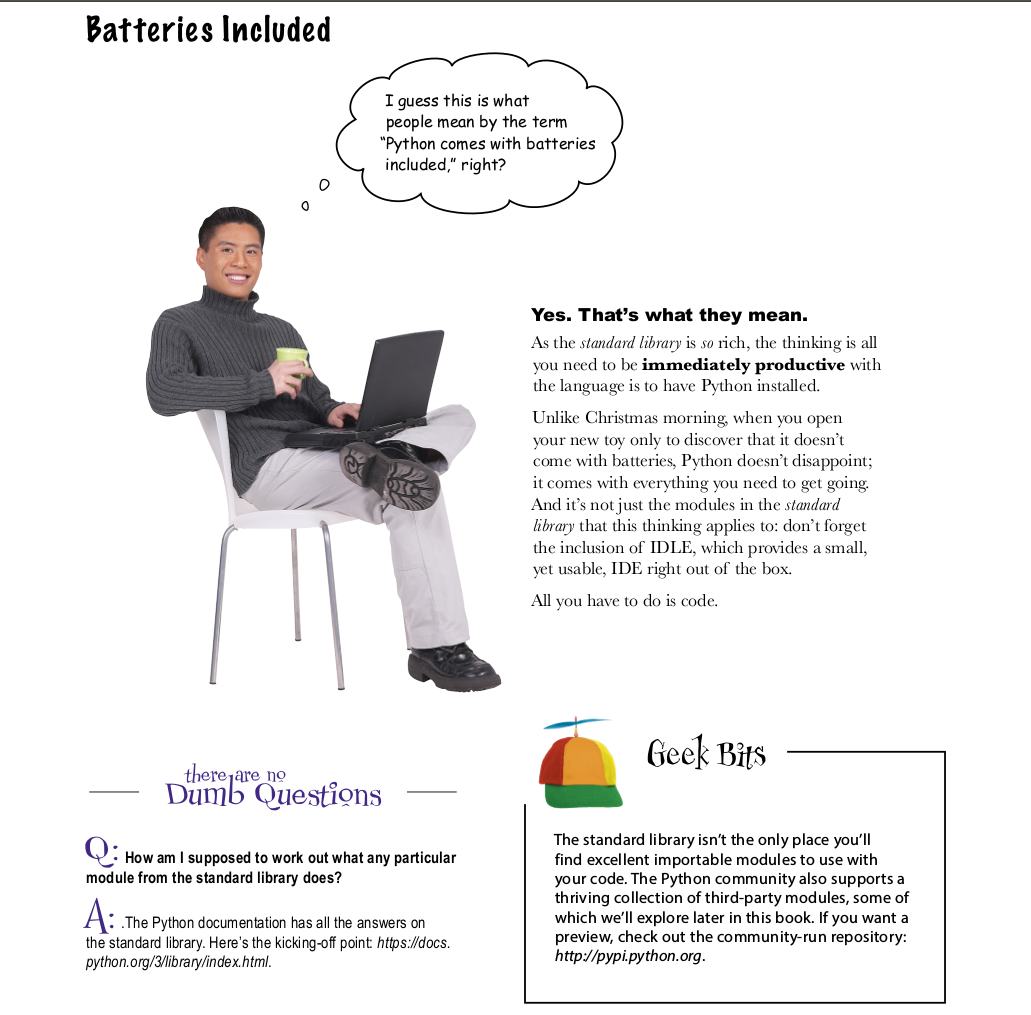 Batteries Included
I guess this is what
people mean by the term
“Python comes with batteries
included,” right?
Yes. That’s what they mean.
As the standard library is so rich, the thinking is all
you need to be immediately productive with
the language is to have Python installed.
Unlike Christmas morning, when you open
your new toy only to discover that it doesn’t
come with batteries, Python doesn’t disappoint;
it comes with everything you need to get going.
And it’s not just the modules in the standard
library that this thinking applies to: don’t forget
the inclusion of IDLE, which provides a small,
yet usable, IDE right out of the box.
All you have to do is code.
there are no
Dumb Questions
Q: How am I supposed to work out what any particular
module from the standard library does?
A: .The Python documentation has all the answers on
the standard library. Here’s the kicking-off point: https://docs.
python.org/3/library/index.html.
Geek Bits
The standard library isn’t the only place you’ll
find excellent importable modules to use with
your code. The Python community also supports a
thriving collection of third-party modules, some of
which we’ll explore later in this book. If you want a
preview, check out the community-run repository:
http://pypi.python.org.